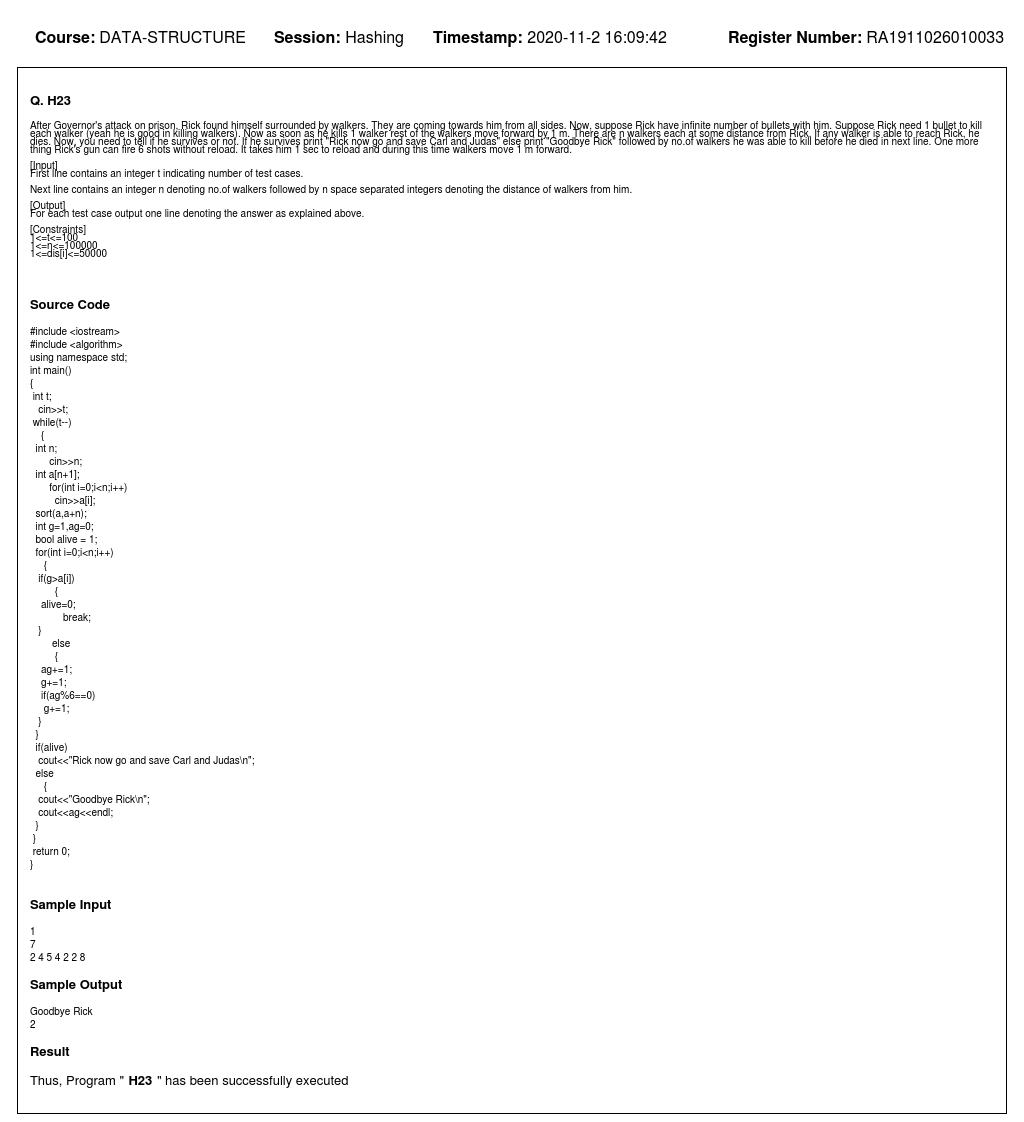 Course: DATA-STRUCTURE Session: Hashing Timestamp: 2020-11-2 16:09:42 Register Number: RA1911026010033
Q. H23
After Governor's attack on prison, Rick found himself surrounded by walkers. They are coming towards him from all sides. Now, suppose Rick have infinite number of bullets with him. Suppose Rick need 1 bullet to kill
each walker (yeah he is good in killing walkers). Now as soon as he kills 1 walker rest of the walkers move forward by 1 m. There are n walkers each at some distance from Rick. If any walker is able to reach Rick, he
dies. Now, you need to tell if he survives or not. If he survives print "Rick now go and save Carl and Judas" else print "Goodbye Rick" followed by no.of walkers he was able to kill before he died in next line. One more
thing Rick's gun can fire 6 shots without reload. It takes him 1 sec to reload and during this time walkers move 1 m forward.
[Input]
First line contains an integer t indicating number of test cases.
Next line contains an integer n denoting no.of walkers followed by n space separated integers denoting the distance of walkers from him.
[Output]
For each test case output one line denoting the answer as explained above.
[Constraints]
1<=t<=100
1<=n<=100000
1<=dis[i]<=50000
Source Code
#include <iostream>
#include <algorithm>
using namespace std;
int main()
{
int t;
cin>>t;
while(t--)
{
int n;
cin>>n;
int a[n+1];
for(int i=0;i<n;i++)
cin>>a[i];
sort(a,a+n);
int g=1,ag=0;
bool alive = 1;
for(int i=0;i<n;i++)
{
if(g>a[i])
{
alive=0;
break;
}
else
{
ag+=1;
g+=1;
if(ag%6==0)
g+=1;
}
}
if(alive)
cout<<"Rick now go and save Carl and Judas\n";
else
{
cout<<"Goodbye Rick\n";
cout<<ag<<endl;
}
}
return 0;
}
Sample Input
1
7
2 4 5 4 2 2 8
Sample Output
Goodbye Rick
2
Result
Thus, Program " H23 " has been successfully executed